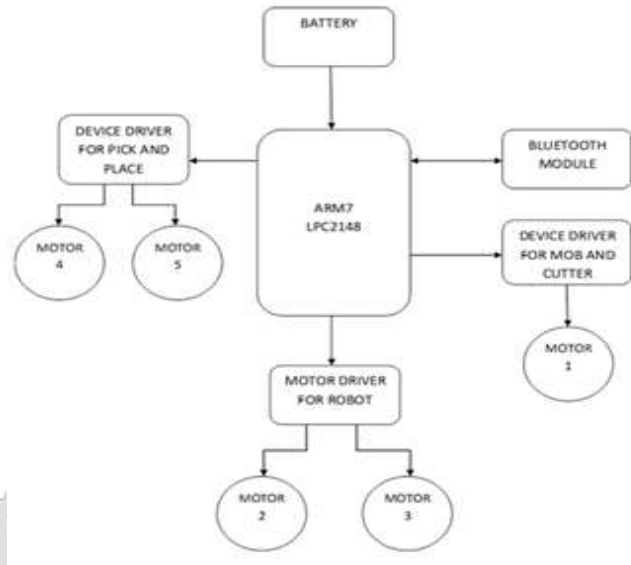 BATTERY
DEVICE DRIVER
FOR PICK AND
PLACE
BLUETOOTH
MODULE
ARM7
LPC2148
MOTOR
4
MOTOR
5
DEVICE DRIVER
FOR MOB AND
CUTTER
MOTOR
1
MOTOR DRIVER
FOR ROBOT
MOTOR
2
MOTOR
3